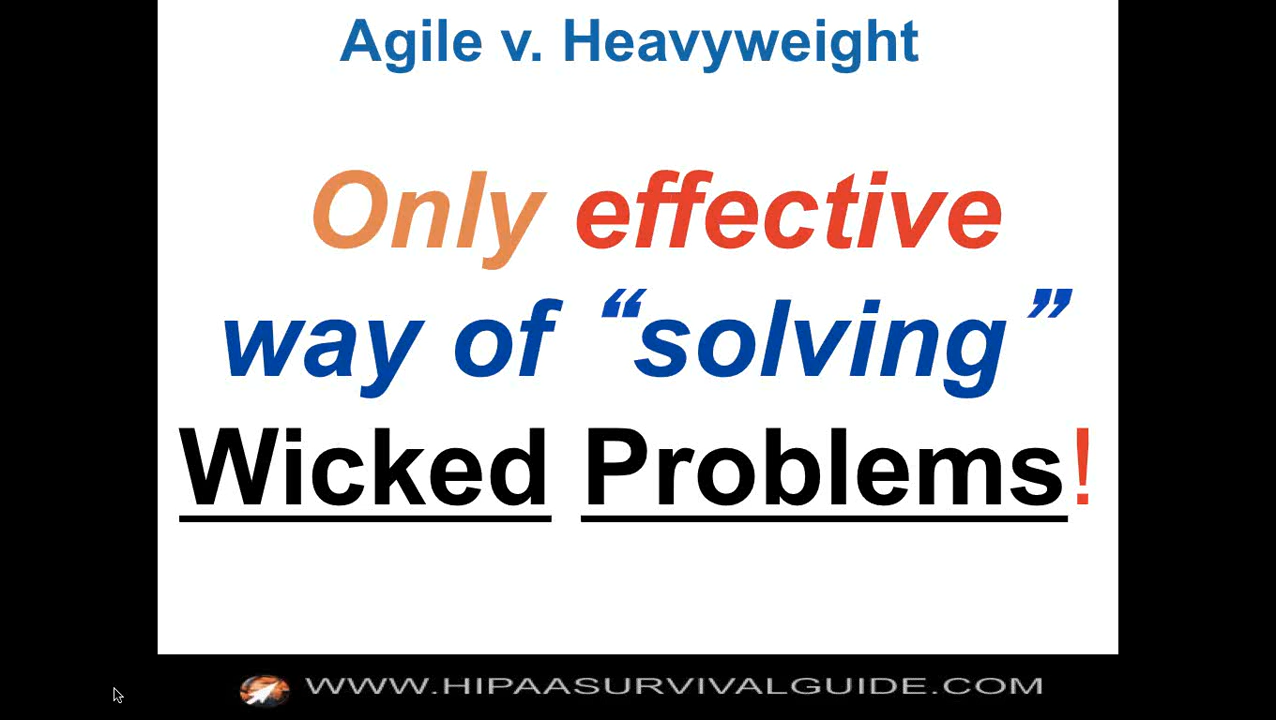 Agile v. Heavyweight
Only effective
way of “solving”
Wicked Problems!
WWW.HIPAASURVIVALGUIDE.COM